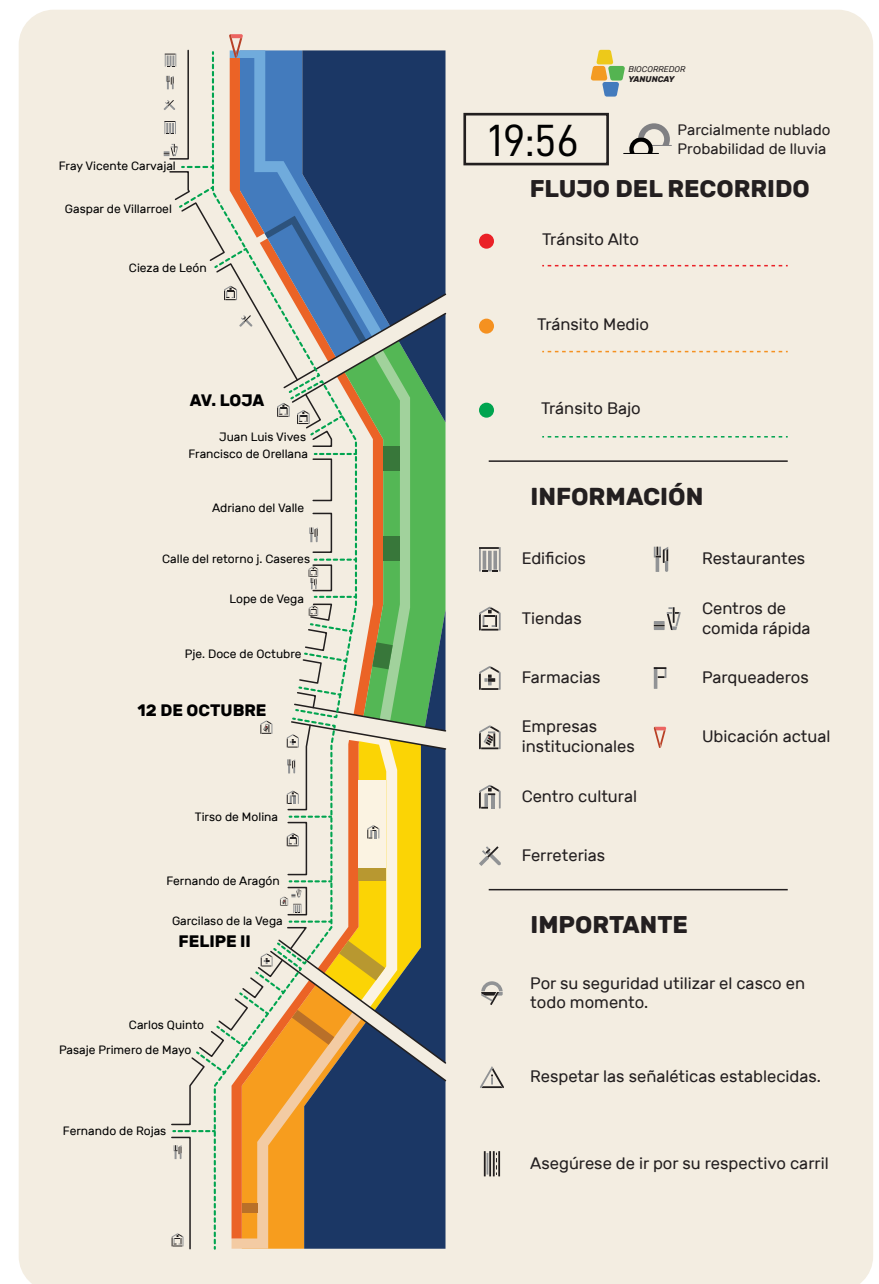 BIOCORREDOR
YANUNCAY
19:56
Parcialmente nublado
Probabilidad de lluvia
FLUJO DEL RECORRIDO
Tránsito Alto
Tránsito Medio
Tránsito Bajo
INFORMACIÓN
Edificios
Restaurantes
Tiendas
Centros de
comida rápida
Farmacias
Parqueaderos
Empresas
institucionales
Ubicación actual
Centro cultural
Ferreterias
IMPORTANTE
Por su seguridad utilizar el casco en
todo momento.
Respetar las señaléticas establecidas.
Asegúrese de ir por su respectivo carril
Fray Vicente Carvajal
Gaspar de Villarroel
Cieza de León
AV. LOJA
Juan Luis Vives
Francisco de Orellana
Adriano del Valle
Calle del retorno j. Caseres
Lope de Vega
Pje. Doce de Octubre
12 DE OCTUBRE
Tirso de Molina
Fernando de Aragón
Garcilaso de la Vega
FELIPE II
Carlos Quinto
Pasaje Primero de Mayo
Fernando de Rojas